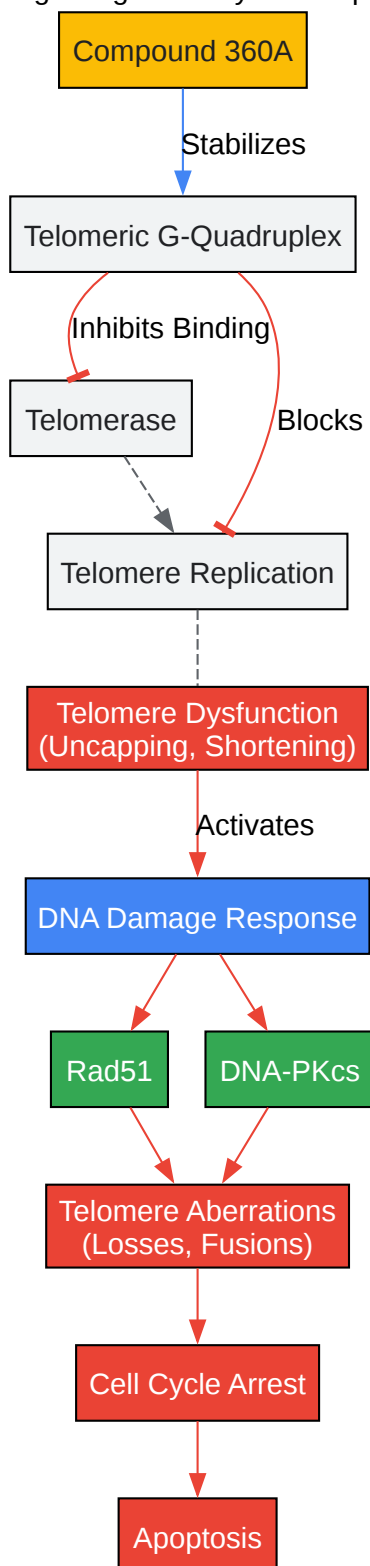 Compound 360A
Stabilizes
Telomeric G-Quadruplex
Inhibits Binding
Telomerase
Blocks
Telomere Replication
Telomere Dysfunction
(Uncapping, Shortening)
Activates
DNA Damage Response
Rad51
DNA-PKcs
Telomere Aberrations
(Losses, Fusions)
Cell Cycle Arrest
Apoptosis